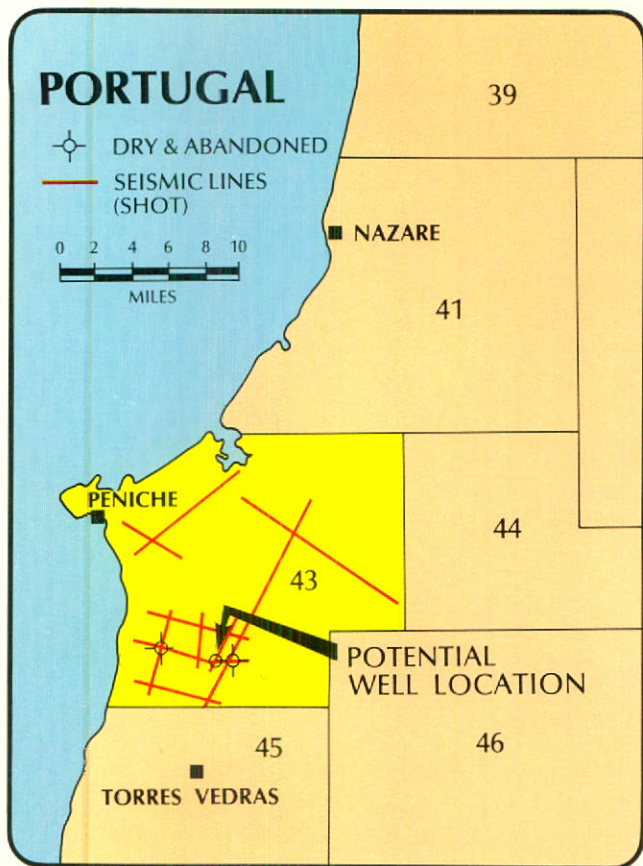 PORTUGAL
DRY & ABANDONED
SEISMIC LINES
(SHOT)
0 2 4 6 8 10
MILES
39
NAZARE
41
PENICHE
44
43
POTENTIAL
WELL LOCATION
45
46
TORRES VEDRAS